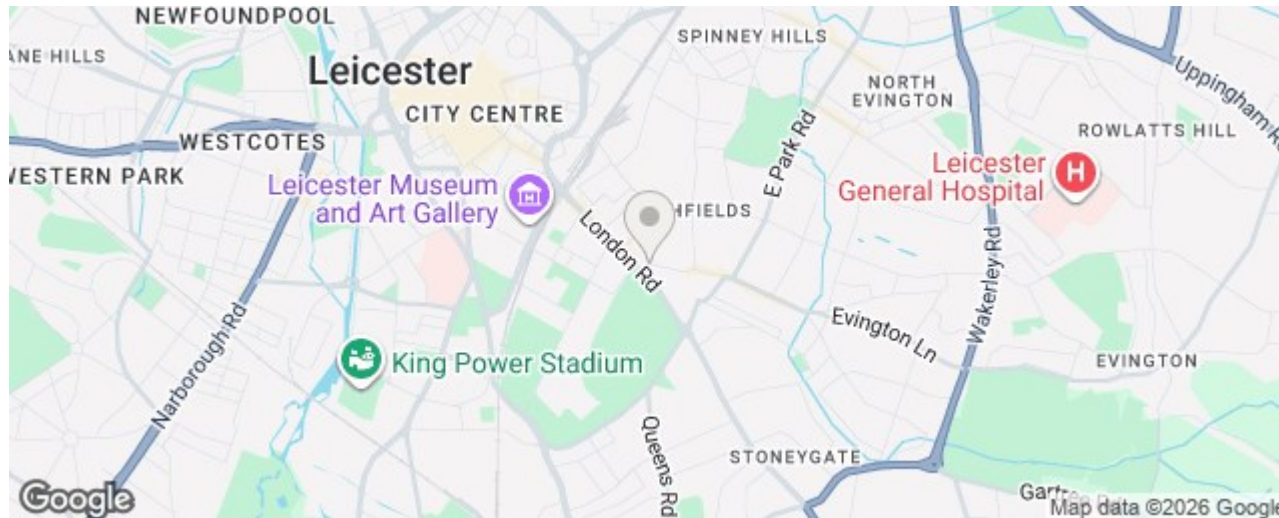 NEWFOUNDPOOL
SPINNEY HILLS
ANE HILLS
Leicester
NORTH
EVINGTON
Uppingham Rd
CITY CENTRE
WESTCOTES
E Park Rd
ROWLATTS HILL
WESTERN PARK
Leicester Museum
and Art Gallery
Leicester
General Hospital
H
HFIELDS
London Rd
Wakerley Rd
Narborough Rd
Evington Ln
King Power Stadium
EVINGTON
Queens Rd
STONEYGATE
Google
Map data ©2026 Google